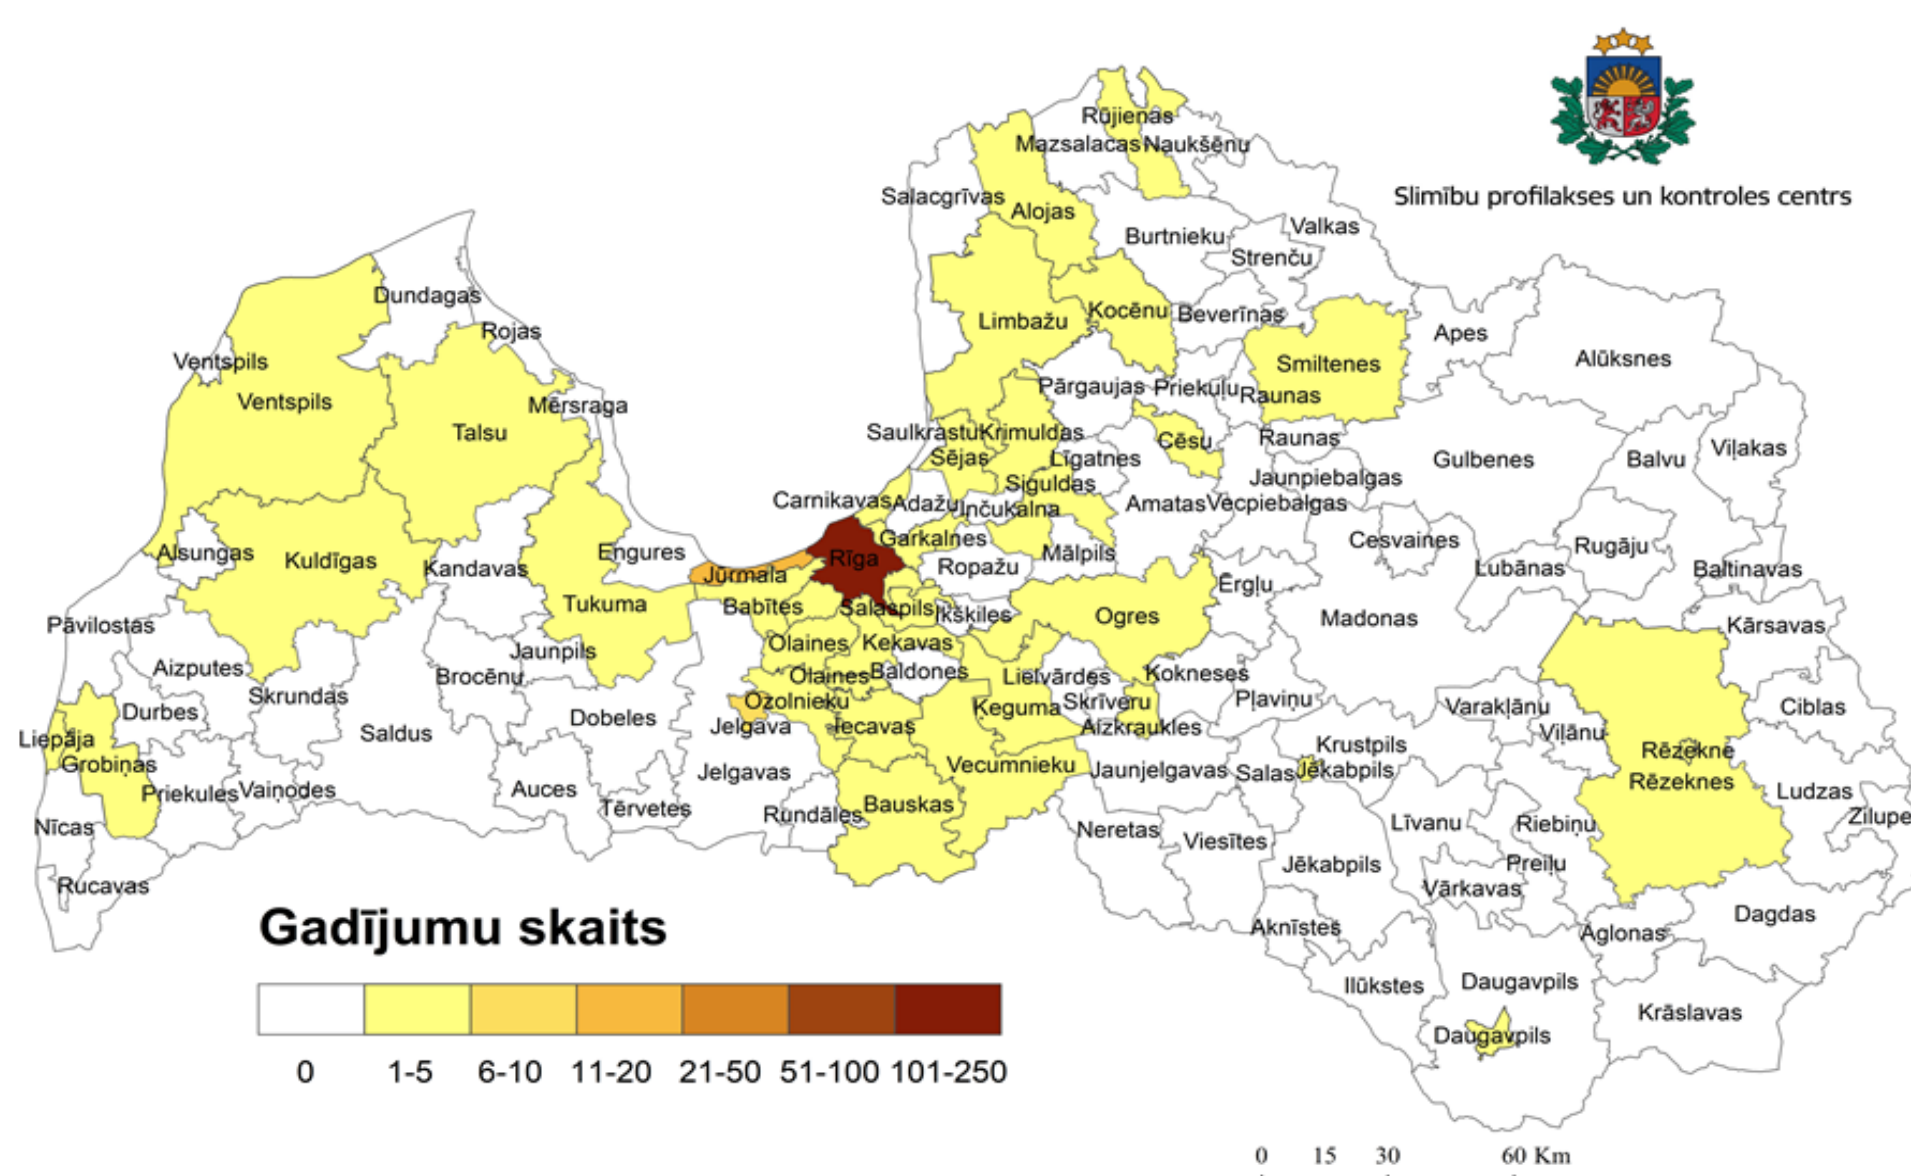 Slimību profilakses un kontroles centrs
Rūjienas
Mazsalacas
Naukšēnu
Salacgrīvas
Alojas
Valkas
Burtnieku
Strenču
Dundagas
Rojas
Limbažu
Kocēnu
Beverīnas
Apes
Ventspils
Smiltenes
Alūksnes
Ventspils
Pārgaujas
Priekuļu
Raunas
Mērsraga
Talsu
Saulkrastu
Krimuldas
Cēsu
Raunas
Viļakas
Sējas
Līgatnes
Gulbenes
Balvu
Siguldas
Jaunpiebalgas
Carnikavas
Ādažu
Inčukalna
Amatas
Vecpiebalgas
Alsungas
Kuldīgas
Kandavas
Engures
Rīga
Garkalnes
Mālpils
Cesvaines
Rugāju
Jūrmala
Ropažu
Ērgļu
Lubānas
Baltinavas
Tukuma
Babītes
Salaspils
Ikšķiles
Ogres
Madonas
Pāvilostas
Kārsavas
Aizputes
Jaunpils
Olaines
Ķekavas
Skrundas
Brocēnu
Olaines
Baldones
Lielvārdes
Kokneses
Durbes
Dobeles
Ozolnieku
Ķeguma
Skrīveru
Pļaviņu
Varakļānu
Ciblas
Liepāja
Saldus
Jelgava
Iecavas
Aizkraukles
Viļānu
Grobiņas
Krustpils
Rēzekne
Priekules
Vaiņodes
Auces
Jelgavas
Vecumnieku
Jaunjelgavas
Salas
Jēkabpils
Rēzeknes
Tērvetes
Rundāles
Bauskas
Ludzas
Nīcas
Neretas
Viesītes
Līvanu
Riebiņu
Zilupe
Rucavas
Jēkabpils
Vārkavas
Preiļu
Aknīstes
Aglonas
Dagdas
Ilūkstes
Daugavpils
Krāslavas
Daugavpils
Gadījumu skaits
0 1-5 6-10 11-20 21-50 51-100 101-250
0 15 30 60 Km